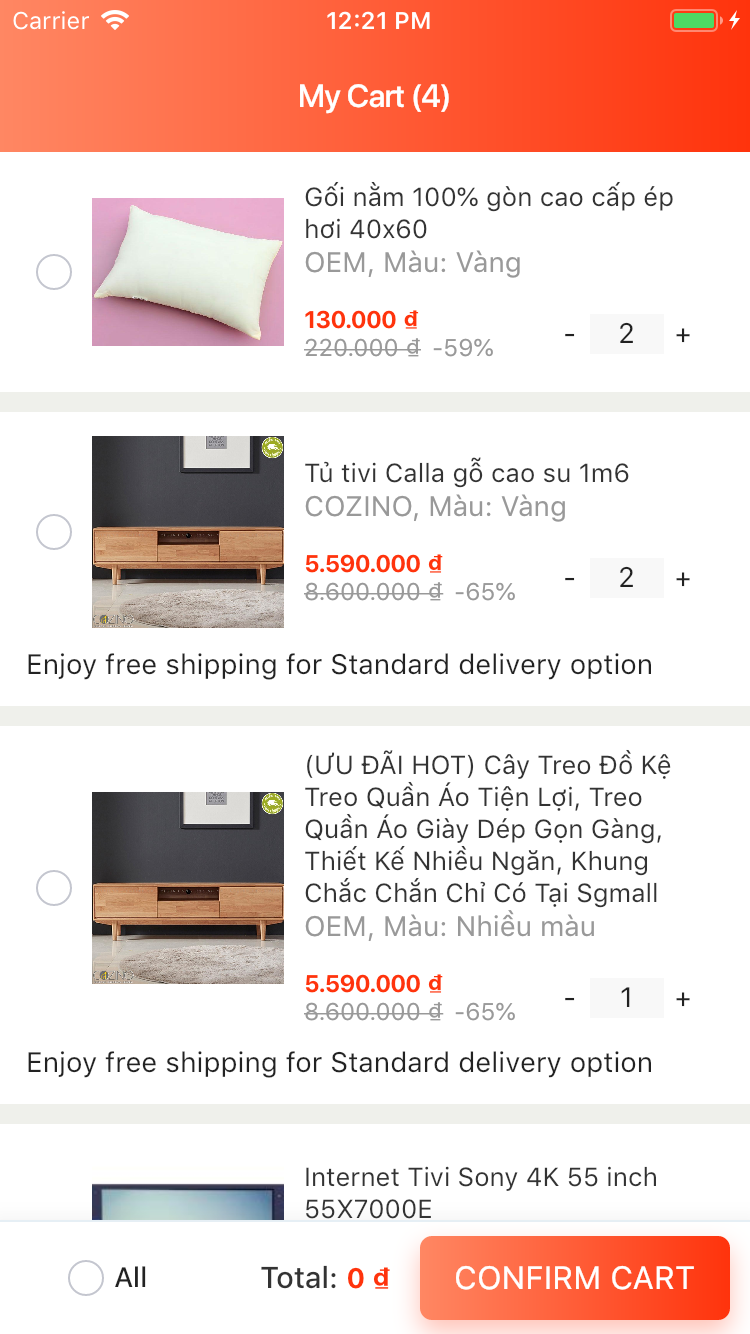 Carrier 12:21 PM
My Cart (4)
Gối nằm 100% gòn cao cấp ép
hơi 40x60
OEM, Màu: Vàng
130.000 ₫
220.000 ₫ -59%
- 2 +
Tủ tivi Calla gỗ cao su 1m6
COZINO, Màu: Vàng
5.590.000 ₫
8.600.000 ₫ -65%
- 2 +
Enjoy free shipping for Standard delivery option
(ƯU ĐÃI HOT) Cây Treo Đồ Kệ
Treo Quần Áo Tiện Lợi, Treo
Quần Áo Giày Dép Gọn Gàng,
Thiết Kế Nhiều Ngăn, Khung
Chắc Chắn Chỉ Có Tại Sgmall
OEM, Màu: Nhiều màu
5.590.000 ₫
8.600.000 ₫ -65%
- 1 +
Enjoy free shipping for Standard delivery option
Internet Tivi Sony 4K 55 inch
55X7000E
All Total: 0 ₫ CONFIRM CART